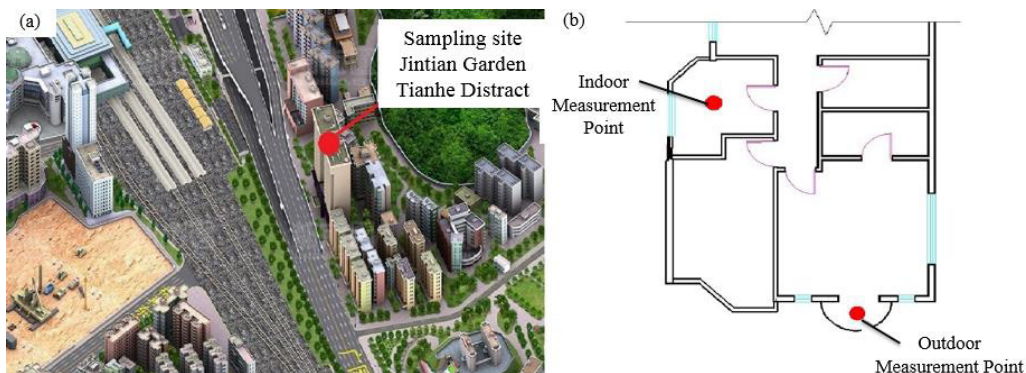 (a)
Sampling site
Jintian Garden
Tianhe Distract
(b)
Indoor
Measurement
Point
Outdoor
Measurement Point